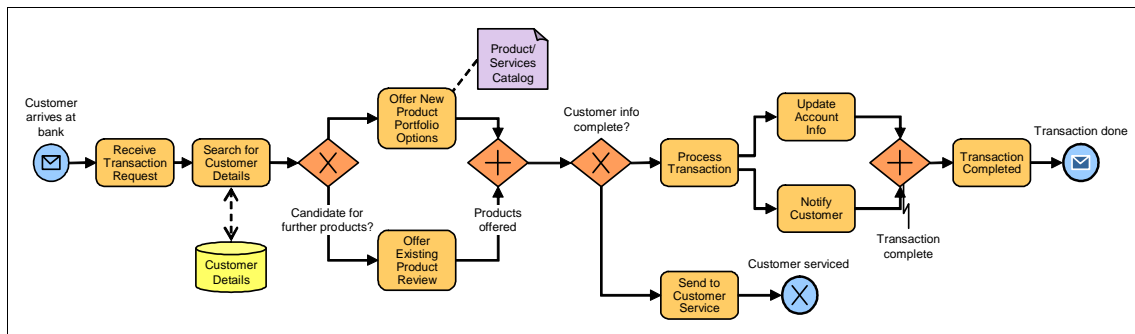 Customer
arrives at
bank
Receive
Transaction
Request
Search for
Customer
Details
Customer
Details
Candidate for
further products?
Offer New
Product
Portfolio
Options
Product/
Services
Catalog
Offer
Existing
Product
Review
Products
offered
Customer info
complete?
Process
Transaction
Update
Account
Info
Notify
Customer
Transaction
complete
Transaction
Completed
Transaction done
Send to
Customer
Service
Customer serviced